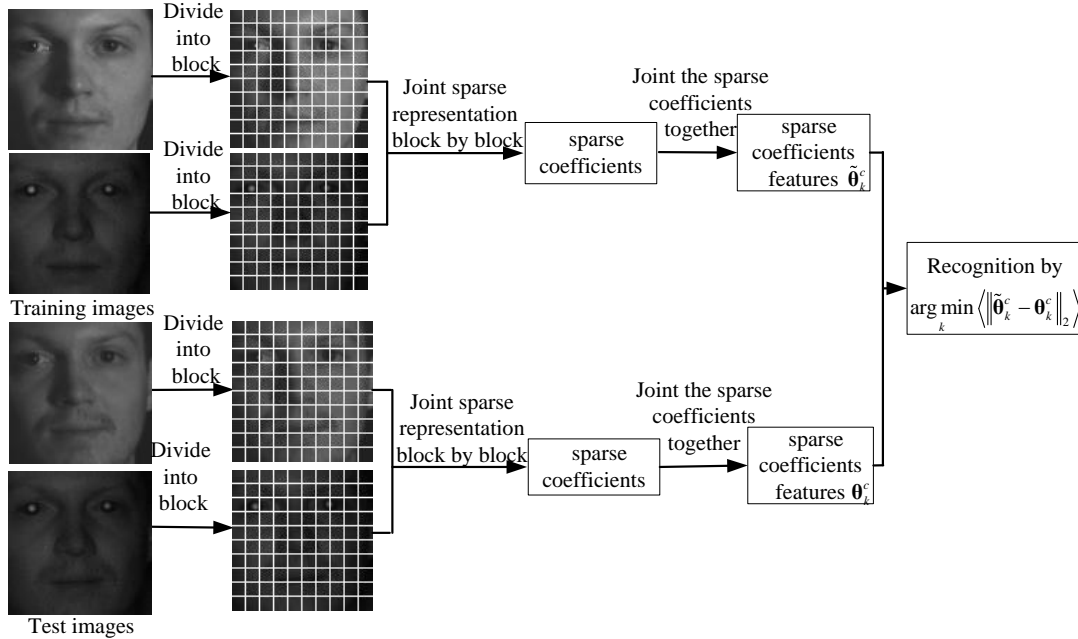 Divide
into
block
Divide
into
block
Training images
Joint sparse
representation
block by block
sparse
coefficients
Joint the sparse
coefficients
together
sparse
coefficients
features θ̃ₖᶜ
Recognition by
arg min ⟨‖θ̃ₖᶜ − θₖᶜ‖₂⟩
k
Divide
into
block
Divide
into
block
Test images
Joint sparse
representation
block by block
sparse
coefficients
Joint the sparse
coefficients
together
sparse
coefficients
features θₖᶜ